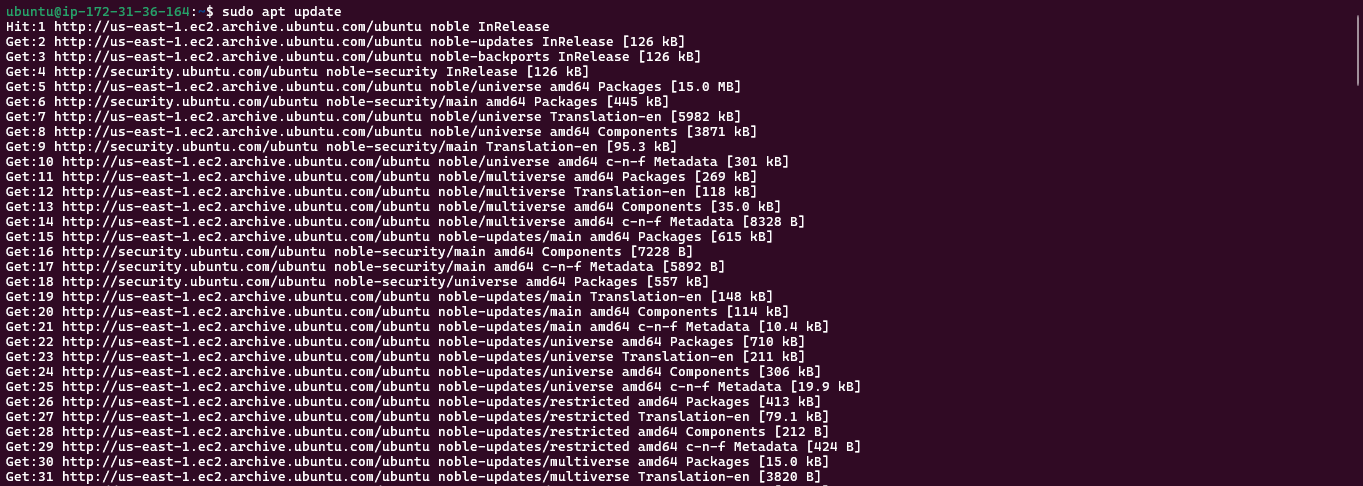 ubuntu@ip-172-31-36-164:~$ sudo apt update
Hit:1 http://us-east-1.ec2.archive.ubuntu.com/ubuntu noble InRelease
Get:2 http://us-east-1.ec2.archive.ubuntu.com/ubuntu noble-updates InRelease [126 kB]
Get:3 http://us-east-1.ec2.archive.ubuntu.com/ubuntu noble-backports InRelease [126 kB]
Get:4 http://security.ubuntu.com/ubuntu noble-security InRelease [126 kB]
Get:5 http://us-east-1.ec2.archive.ubuntu.com/ubuntu noble/universe amd64 Packages [15.0 MB]
Get:6 http://security.ubuntu.com/ubuntu noble-security/main amd64 Packages [445 kB]
Get:7 http://us-east-1.ec2.archive.ubuntu.com/ubuntu noble/universe Translation-en [5982 kB]
Get:8 http://us-east-1.ec2.archive.ubuntu.com/ubuntu noble/universe amd64 Components [3871 kB]
Get:9 http://security.ubuntu.com/ubuntu noble-security/main Translation-en [95.3 kB]
Get:10 http://us-east-1.ec2.archive.ubuntu.com/ubuntu noble/universe amd64 c-n-f Metadata [301 kB]
Get:11 http://us-east-1.ec2.archive.ubuntu.com/ubuntu noble/multiverse amd64 Packages [269 kB]
Get:12 http://us-east-1.ec2.archive.ubuntu.com/ubuntu noble/multiverse Translation-en [118 kB]
Get:13 http://us-east-1.ec2.archive.ubuntu.com/ubuntu noble/multiverse amd64 Components [35.0 kB]
Get:14 http://us-east-1.ec2.archive.ubuntu.com/ubuntu noble/multiverse amd64 c-n-f Metadata [8328 B]
Get:15 http://us-east-1.ec2.archive.ubuntu.com/ubuntu noble-updates/main amd64 Packages [615 kB]
Get:16 http://security.ubuntu.com/ubuntu noble-security/main amd64 Components [7228 B]
Get:17 http://security.ubuntu.com/ubuntu noble-security/main amd64 c-n-f Metadata [5892 B]
Get:18 http://security.ubuntu.com/ubuntu noble-security/universe amd64 Packages [557 kB]
Get:19 http://us-east-1.ec2.archive.ubuntu.com/ubuntu noble-updates/main Translation-en [148 kB]
Get:20 http://us-east-1.ec2.archive.ubuntu.com/ubuntu noble-updates/main amd64 Components [114 kB]
Get:21 http://us-east-1.ec2.archive.ubuntu.com/ubuntu noble-updates/main amd64 c-n-f Metadata [10.4 kB]
Get:22 http://us-east-1.ec2.archive.ubuntu.com/ubuntu noble-updates/universe amd64 Packages [710 kB]
Get:23 http://us-east-1.ec2.archive.ubuntu.com/ubuntu noble-updates/universe Translation-en [211 kB]
Get:24 http://us-east-1.ec2.archive.ubuntu.com/ubuntu noble-updates/universe amd64 Components [306 kB]
Get:25 http://us-east-1.ec2.archive.ubuntu.com/ubuntu noble-updates/universe amd64 c-n-f Metadata [19.9 kB]
Get:26 http://us-east-1.ec2.archive.ubuntu.com/ubuntu noble-updates/restricted amd64 Packages [413 kB]
Get:27 http://us-east-1.ec2.archive.ubuntu.com/ubuntu noble-updates/restricted Translation-en [79.1 kB]
Get:28 http://us-east-1.ec2.archive.ubuntu.com/ubuntu noble-updates/restricted amd64 Components [212 B]
Get:29 http://us-east-1.ec2.archive.ubuntu.com/ubuntu noble-updates/restricted amd64 c-n-f Metadata [424 B]
Get:30 http://us-east-1.ec2.archive.ubuntu.com/ubuntu noble-updates/multiverse amd64 Packages [15.0 kB]
Get:31 http://us-east-1.ec2.archive.ubuntu.com/ubuntu noble-updates/multiverse Translation-en [3820 B]